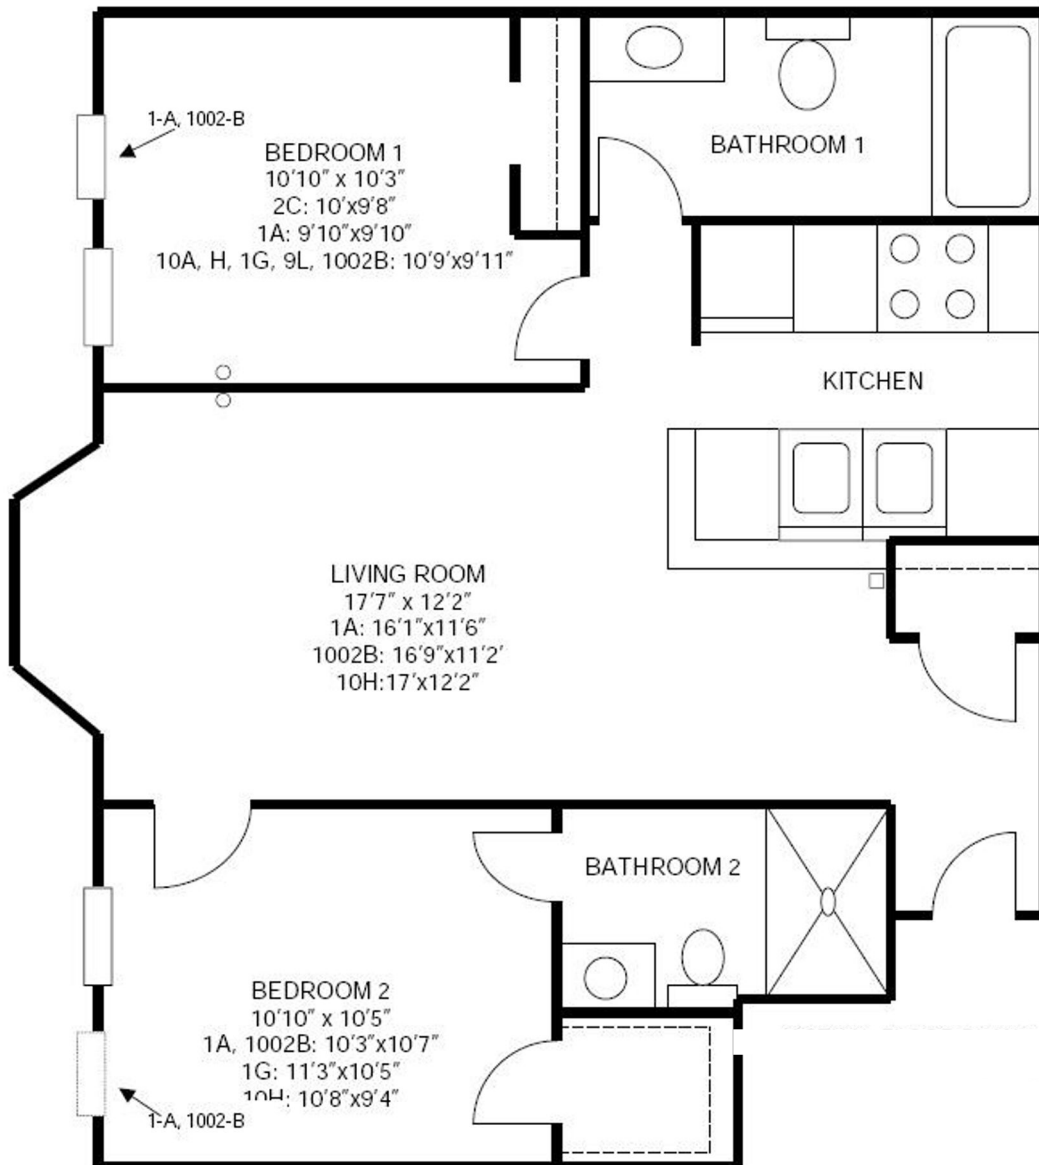 1-A, 1002-B
BEDROOM 1
10'10" x 10'3"
2C: 10'x9'8"
1A: 9'10"x9'10"
10A, H, 1G, 9L, 1002B: 10'9'x9'11"
BATHROOM 1
KITCHEN
LIVING ROOM
17'7" x 12'2"
1A: 16'1"x11'6"
1002B: 16'9"x11'2'
10H:17'x12'2"
BATHROOM 2
BEDROOM 2
10'10" x 10'5"
1A, 1002B: 10'3"x10'7"
1G: 11'3"x10'5"
10H: 10'8"x9'4"
1-A, 1002-B